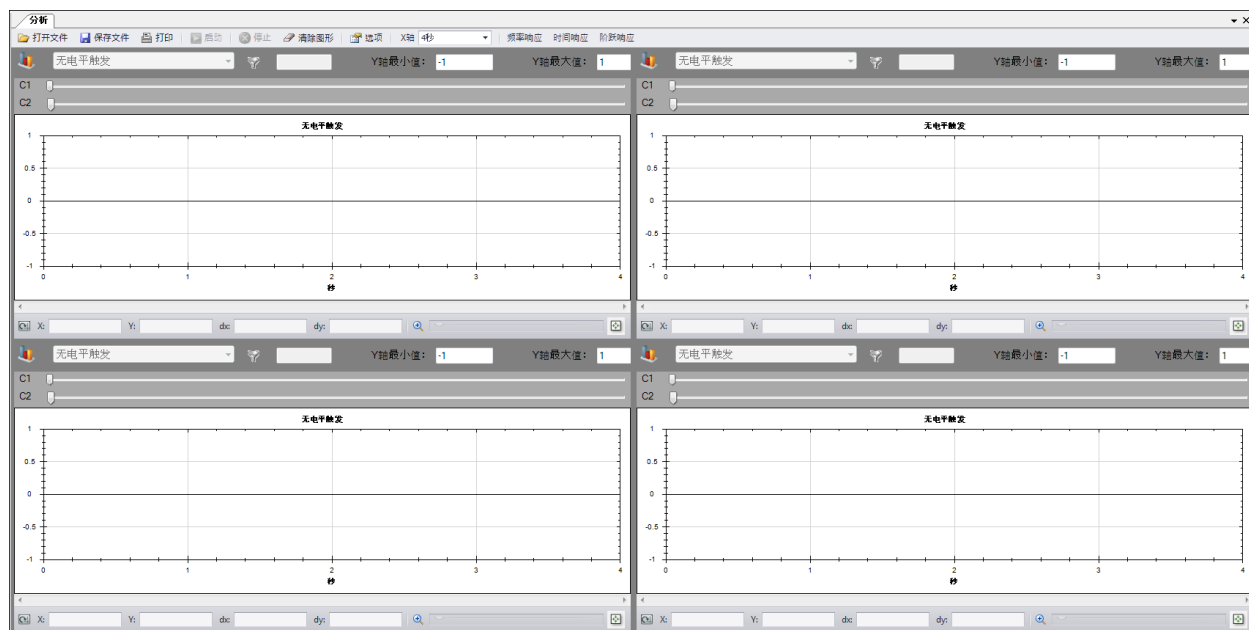 分析
打开文件 保存文件 打印 启动 停止 清除图形 选项 X轴 4秒 频率响应 时间响应 阶跃响应
无电平触发 Y轴最小值: -1 Y轴最大值: 1 无电平触发 Y轴最小值: -1 Y轴最大值: 1
C1 C1
C2 C2
无电平触发 无电平触发
1 1
0.5 0.5
0 0
-0.5 -0.5
-1 -1
0 1 2 3 4 0 1 2 3 4
秒 秒
X: Y: dx: dy: X: Y: dx: dy:
无电平触发 Y轴最小值: -1 Y轴最大值: 1 无电平触发 Y轴最小值: -1 Y轴最大值: 1
C1 C1
C2 C2
无电平触发 无电平触发
1 1
0.5 0.5
0 0
-0.5 -0.5
-1 -1
0 1 2 3 4 0 1 2 3 4
秒 秒
X: Y: dx: dy: X: Y: dx: dy: